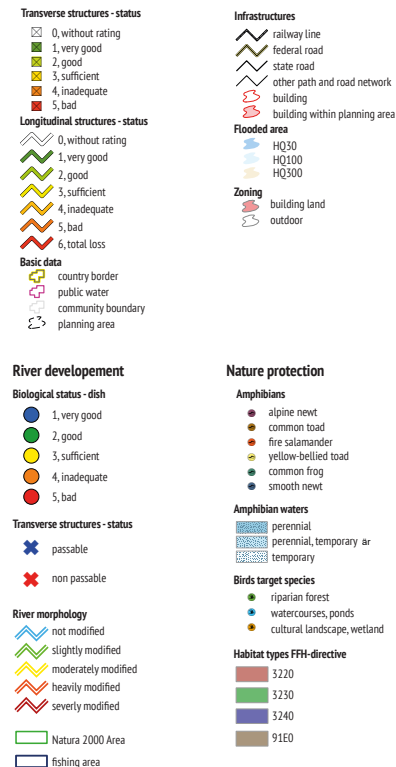 Transverse structures - status
0, without rating
1, very good
2, good
3, sufficient
4, inadequate
5, bad
Longitudinal structures - status
0, without rating
1, very good
2, good
3, sufficient
4, inadequate
5, bad
6, total loss
Basic data
country border
public water
community boundary
planning area
Infrastructures
railway line
federal road
state road
other path and road network
building
building within planning area
Flooded area
HQ30
HQ100
HQ300
Zoning
building land
outdoor
River developement
Biological status - dish
1, very good
2, good
3, sufficient
4, inadequate
5, bad
Transverse structures - status
passable
non passable
River morphology
not modified
slightly modified
moderately modified
heavily modified
severly modified
Natura 2000 Area
fishing area
Nature protection
Amphibians
alpine newt
common toad
fire salamander
yellow-bellied toad
common frog
smooth newt
Amphibian waters
perennial
perennial, temporary är
temporary
Birds target species
riparian forest
watercourses, ponds
cultural landscape, wetland
Habitat types FFH-directive
3220
3230
3240
91E0